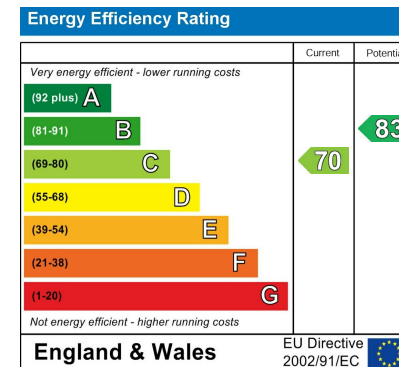 Energy Efficiency Rating
Current Potentia
Very energy efficient - lower running costs
(92 plus) A
(81-91) B
83
(69-80) C
70
(55-68) D
(39-54) E
(21-38) F
(1-20) G
Not energy efficient - higher running costs
England & Wales
EU Directive
2002/91/EC